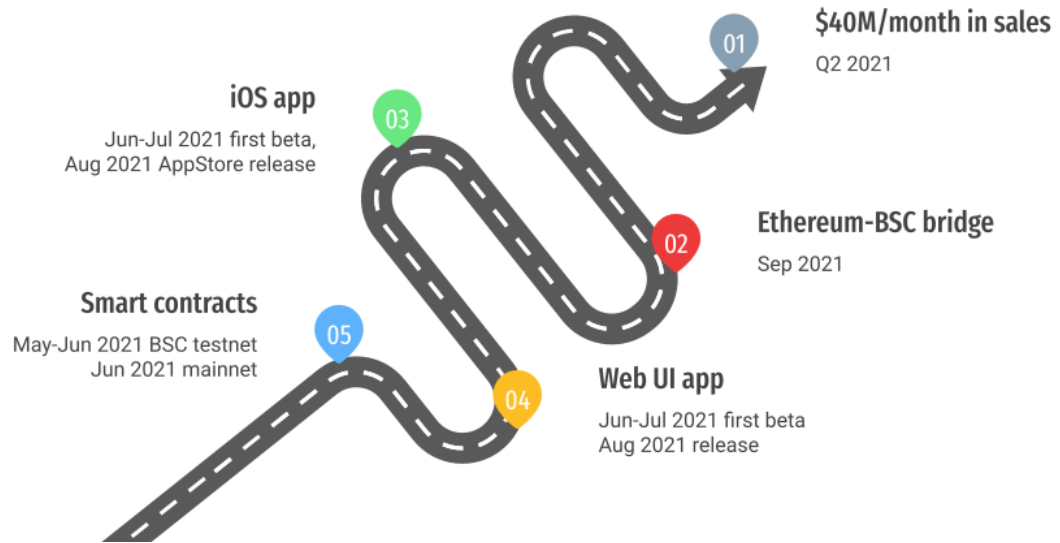 01
$40M/month in sales
Q2 2021
iOS app
Jun-Jul 2021 first beta,
Aug 2021 AppStore release
03
02
Ethereum-BSC bridge
Sep 2021
Smart contracts
May-Jun 2021 BSC testnet
Jun 2021 mainnet
05
04
Web UI app
Jun-Jul 2021 first beta
Aug 2021 release